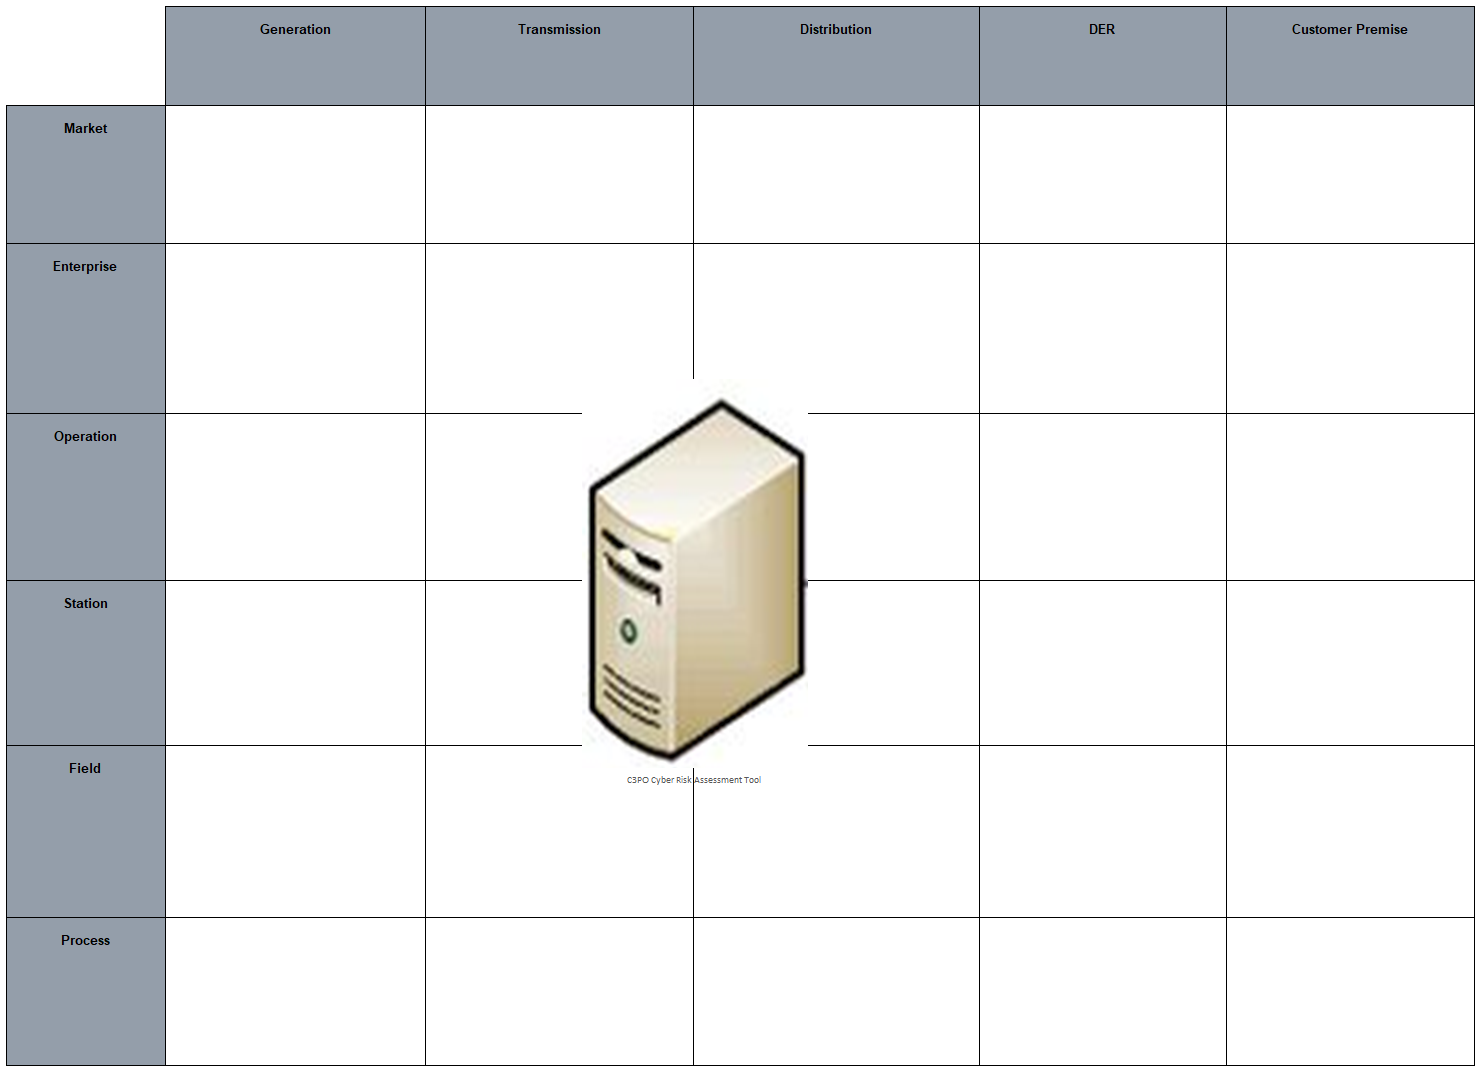 Generation Transmission Distribution DER Customer Premise
Market
Enterprise
Operation
Station
Field
C3PO Cyber Risk Assessment Tool
Process